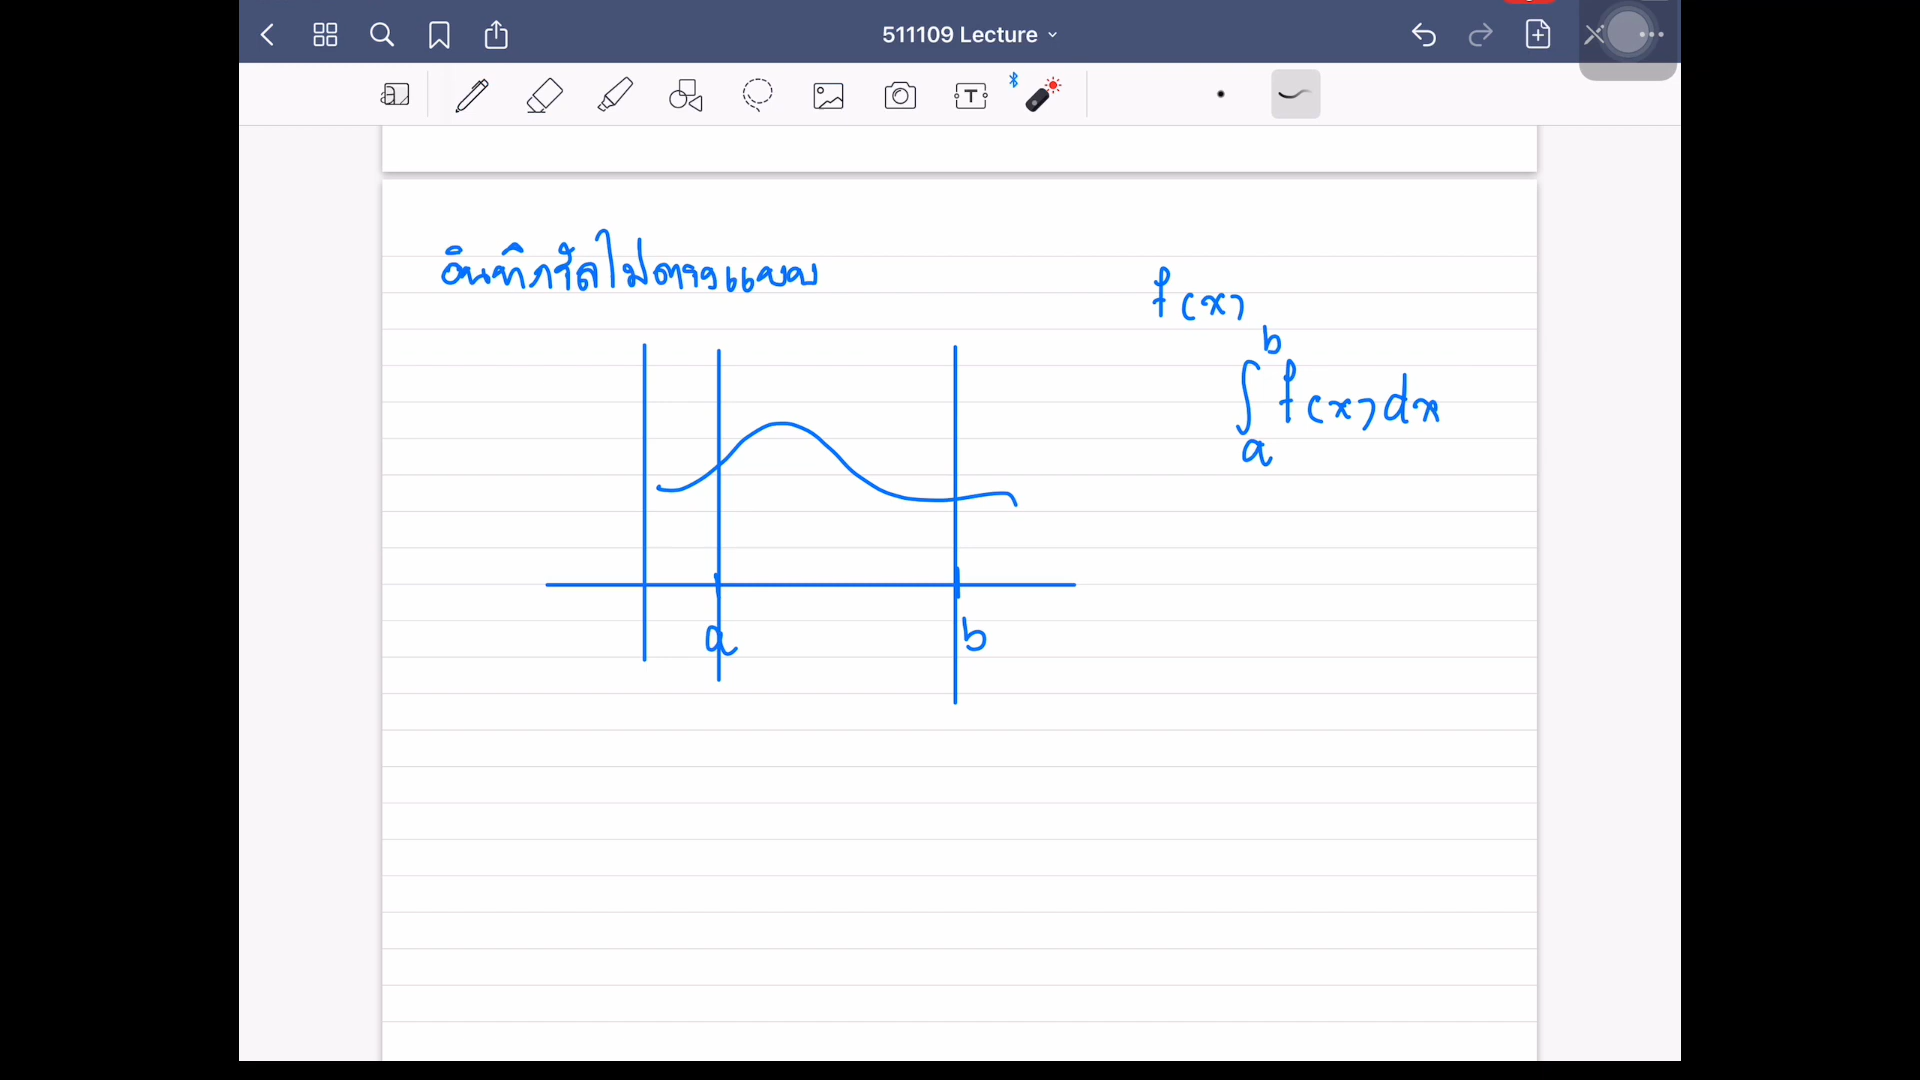 511109 Lecture
T
อินทิกรัลไม่ตรงแบบ
f(x)
b
∫ f(x) dx
a
a
b